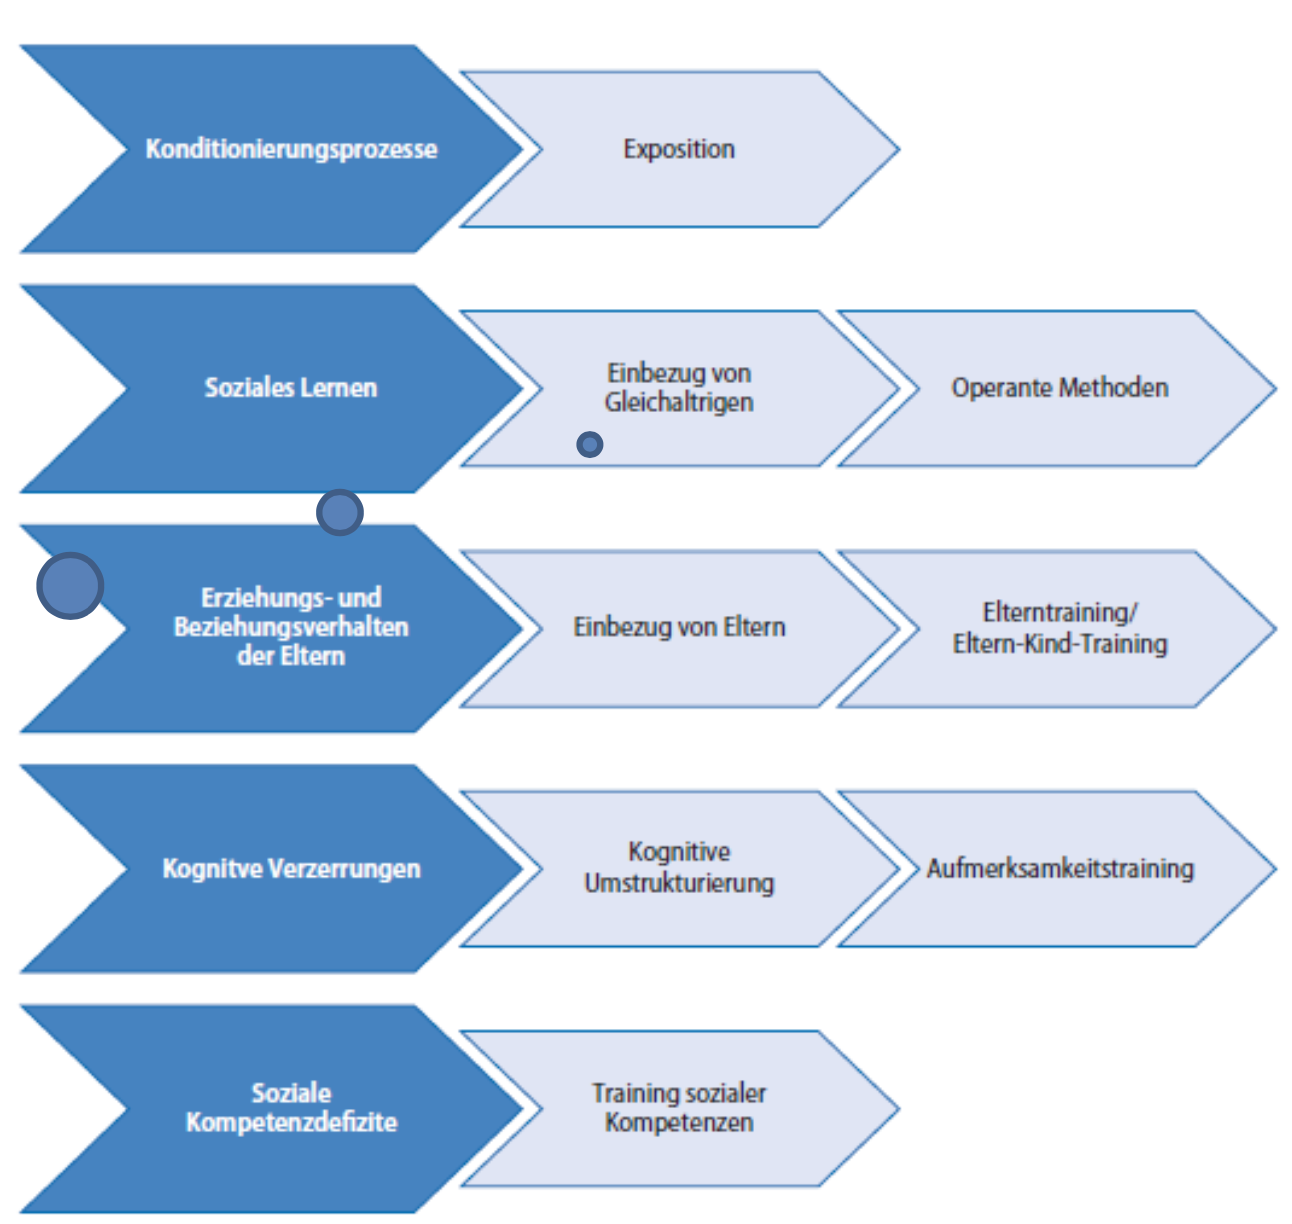 Konditionierungsprozesse
Exposition
Soziales Lernen
Einbezug von
Gleichaltrigen
Operante Methoden
Erziehungs- und
Beziehungsverhalten
der Eltern
Einbezug von Eltern
Elterntraining/
Eltern-Kind-Training
Kognitve Verzerrungen
Kognitive
Umstrukturierung
Aufmerksamkeitstraining
Soziale
Kompetenzdefizite
Training sozialer
Kompetenzen